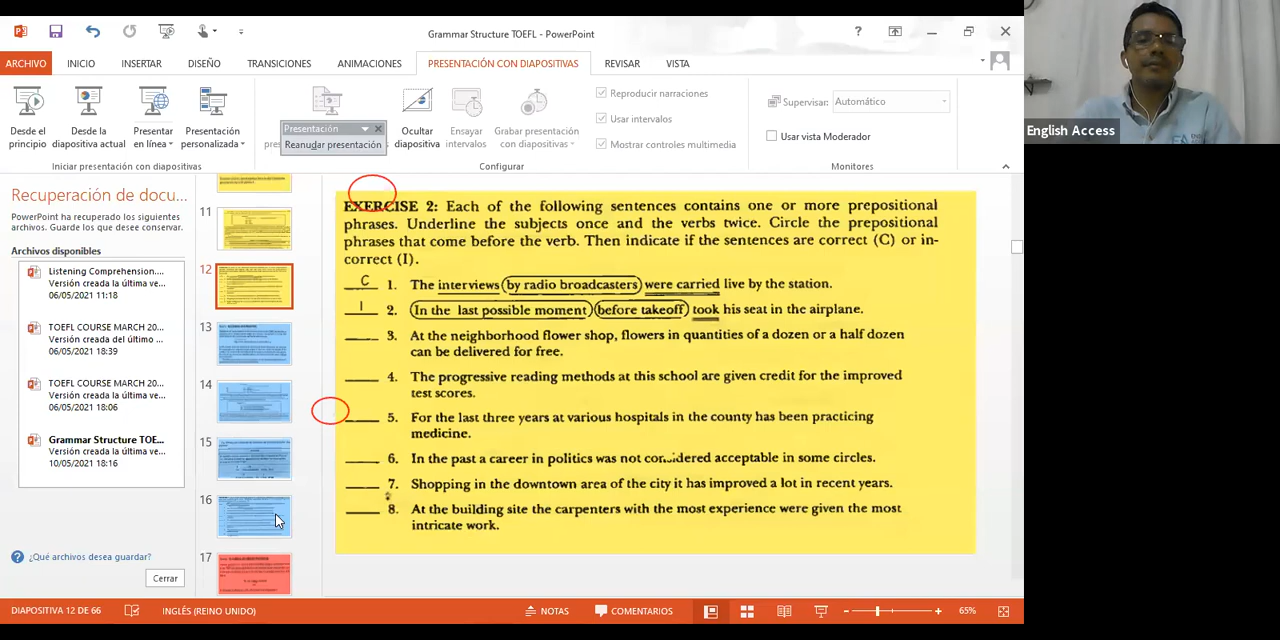 Grammar Structure TOEFL - PowerPoint
ARCHIVO INICIO INSERTAR DISEÑO TRANSICIONES ANIMACIONES PRESENTACIÓN CON DIAPOSITIVAS REVISAR VISTA
Desde el principio
Desde la diapositiva actual
Presentar en línea
Presentación personalizada
Iniciar presentación con diapositivas
Presentación
Reanudar presentación
Ocultar diapositiva
Ensayar intervalos
Grabar presentación con diapositivas
Reproducir narraciones
Usar intervalos
Mostrar controles multimedia
Configurar
Supervisar: Automático
Usar vista Moderador
Monitores
English Access
Recuperación de docu...
PowerPoint ha recuperado los siguientes
archivos. Guarde los que desee conservar.
Archivos disponibles
Listening Comprehension....
Versión creada la última ve...
06/05/2021 11:18
TOEFL COURSE MARCH 20...
Versión creada del último ...
06/05/2021 18:39
TOEFL COURSE MARCH 20...
Versión creada la última ve...
06/05/2021 18:06
Grammar Structure TOE...
Versión creada la última ve...
10/05/2021 18:16
¿Qué archivos desea guardar?
Cerrar
11
12
13
14
15
16
17
EXERCISE 2: Each of the following sentences contains one or more prepositional
phrases. Underline the subjects once and the verbs twice. Circle the prepositional
phrases that come before the verb. Then indicate if the sentences are correct (C) or in-
correct (I).
C 1. The interviews by radio broadcasters were carried live by the station.
I 2. In the last possible moment before takeoff took his seat in the airplane.
3. At the neighborhood flower shop, flowers in quantities of a dozen or a half dozen
can be delivered for free.
4. The progressive reading methods at this school are given credit for the improved
test scores.
5. For the last three years at various hospitals in the county has been practicing
medicine.
6. In the past a career in politics was not considered acceptable in some circles.
7. Shopping in the downtown area of the city it has improved a lot in recent years.
8. At the building site the carpenters with the most experience were given the most
intricate work.
DIAPOSITIVA 12 DE 66 INGLÉS (REINO UNIDO) NOTAS COMENTARIOS 65%